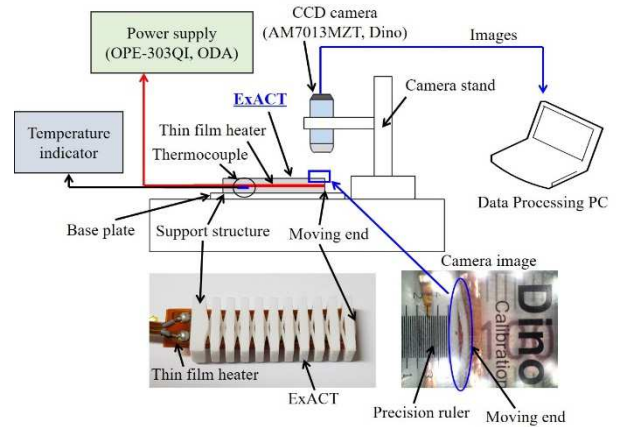 CCD camera
(AM7013MZT, Dino)
Power supply
(OPE-303QI, ODA)
Images
ExACT
Camera stand
Temperature
indicator
Thin film heater
Thermocouple
Data Processing PC
Base plate
Support structure
Moving end
Camera image
Dino
Calibration
Thin film heater
ExACT
Precision ruler
Moving end